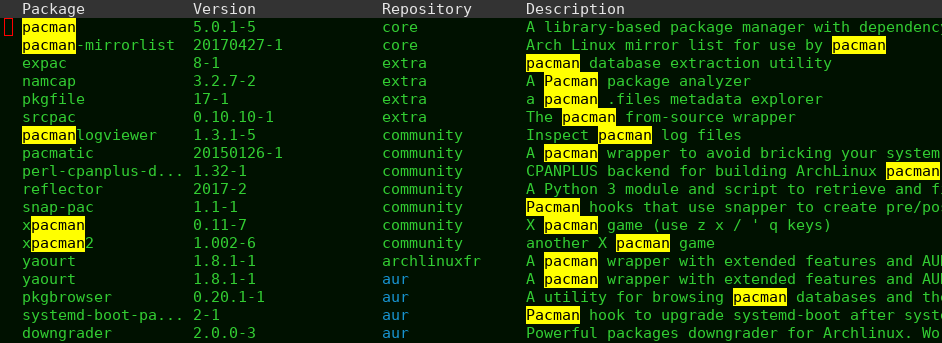 Package Version Repository Description
pacman 5.0.1-5 core A library-based package manager with dependency
pacman-mirrorlist 20170427-1 core Arch Linux mirror list for use by pacman
expac 8-1 extra pacman database extraction utility
namcap 3.2.7-2 extra A Pacman package analyzer
pkgfile 17-1 extra a pacman .files metadata explorer
srcpac 0.10.10-1 extra The pacman from-source wrapper
pacmanlogviewer 1.3.1-5 community Inspect pacman log files
pacmatic 20150126-1 community A pacman wrapper to avoid bricking your system
perl-cpanplus-d... 1.32-1 community CPANPLUS backend for building ArchLinux pacman
reflector 2017-2 community A Python 3 module and script to retrieve and fi
snap-pac 1.1-1 community Pacman hooks that use snapper to create pre/pos
xpacman 0.11-7 community X pacman game (use z x / ' q keys)
xpacman2 1.002-6 community another X pacman game
yaourt 1.8.1-1 archlinuxfr A pacman wrapper with extended features and AUR
yaourt 1.8.1-1 aur A pacman wrapper with extended features and AUR
pkgbrowser 0.20.1-1 aur A utility for browsing pacman databases and the
systemd-boot-pa... 2-1 aur Pacman hook to upgrade systemd-boot after syste
downgrader 2.0.0-3 aur Powerful packages downgrader for Archlinux. Wo